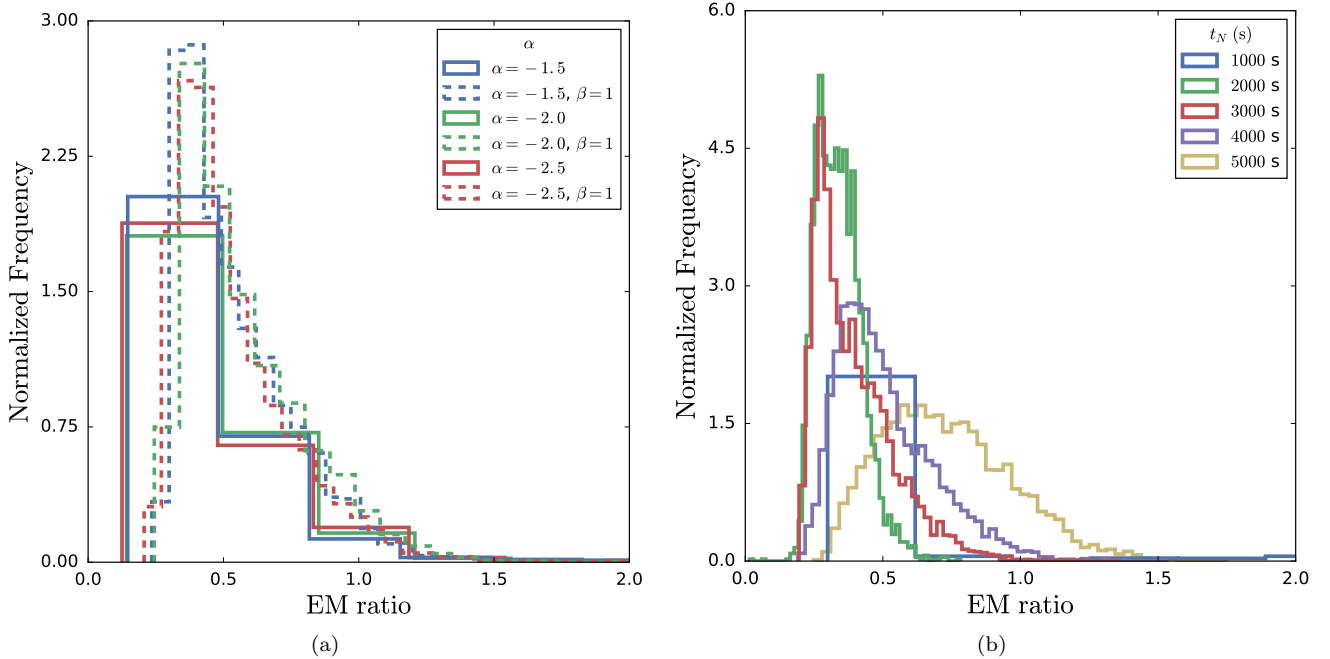 3.00
2.25
1.50
0.75
0.00
Normalized Frequency
0.0
0.5
1.0
1.5
2.0
EM ratio
α
α = −1.5
α = −1.5, β = 1
α = −2.0
α = −2.0, β = 1
α = −2.5
α = −2.5, β = 1
(a)
6.0
4.5
3.0
1.5
0.0
Normalized Frequency
0.0
0.5
1.0
1.5
2.0
EM ratio
t_N (s)
1000 s
2000 s
3000 s
4000 s
5000 s
(b)